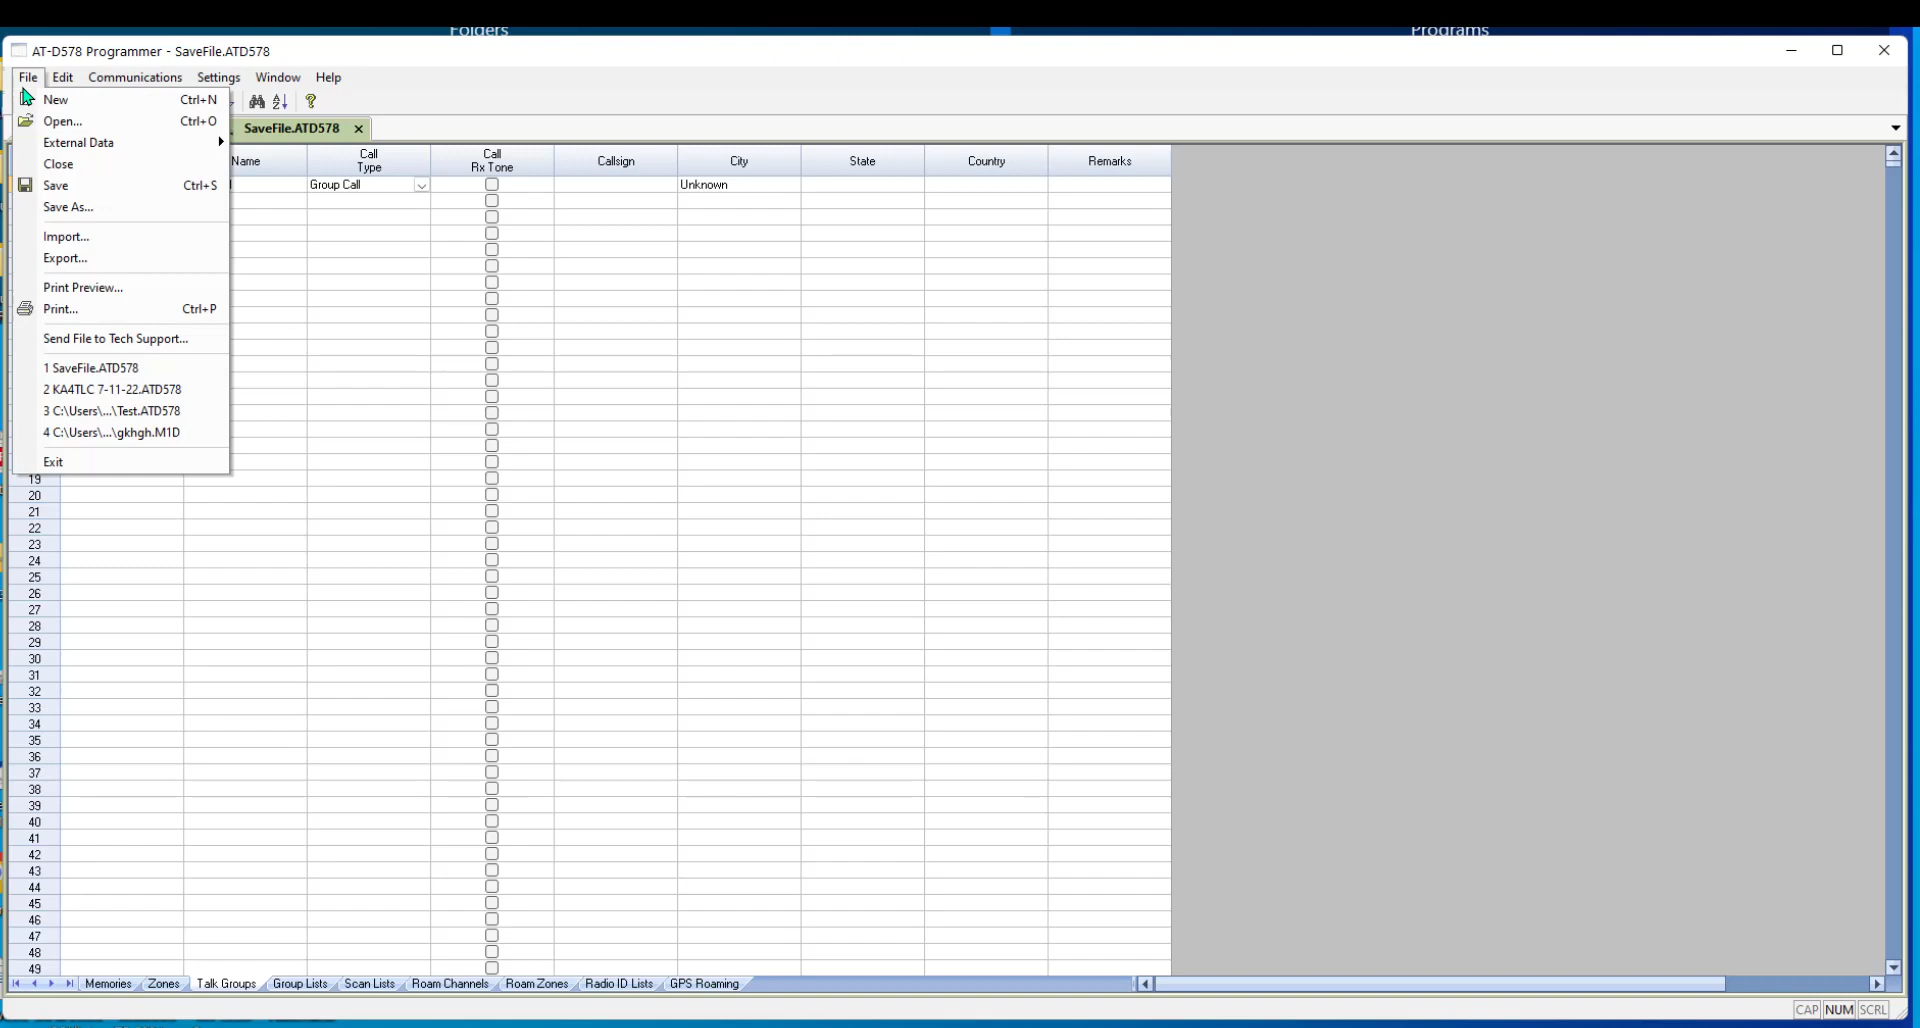 Folders Programs
AT-D578 Programmer - SaveFile.ATD578
File Edit Communications Settings Window Help
New Ctrl+N
Open... Ctrl+O
External Data
Close
Save Ctrl+S
Save As...
Import...
Export...
Print Preview...
Print... Ctrl+P
Send File to Tech Support...
1 SaveFile.ATD578
2 KA4TLC 7-11-22.ATD578
3 C:\Users\...\Test.ATD578
4 C:\Users\...\gkhgh.M1D
Exit
SaveFile.ATD578
Name Call Type Call Rx Tone Callsign City State Country Remarks
Group Call Unknown
19
20
21
22
23
24
25
26
27
28
29
30
31
32
33
34
35
36
37
38
39
40
41
42
43
44
45
46
47
48
49
Memories Zones Talk Groups Group Lists Scan Lists Roam Channels Roam Zones Radio ID Lists GPS Roaming
CAP NUM SCRL